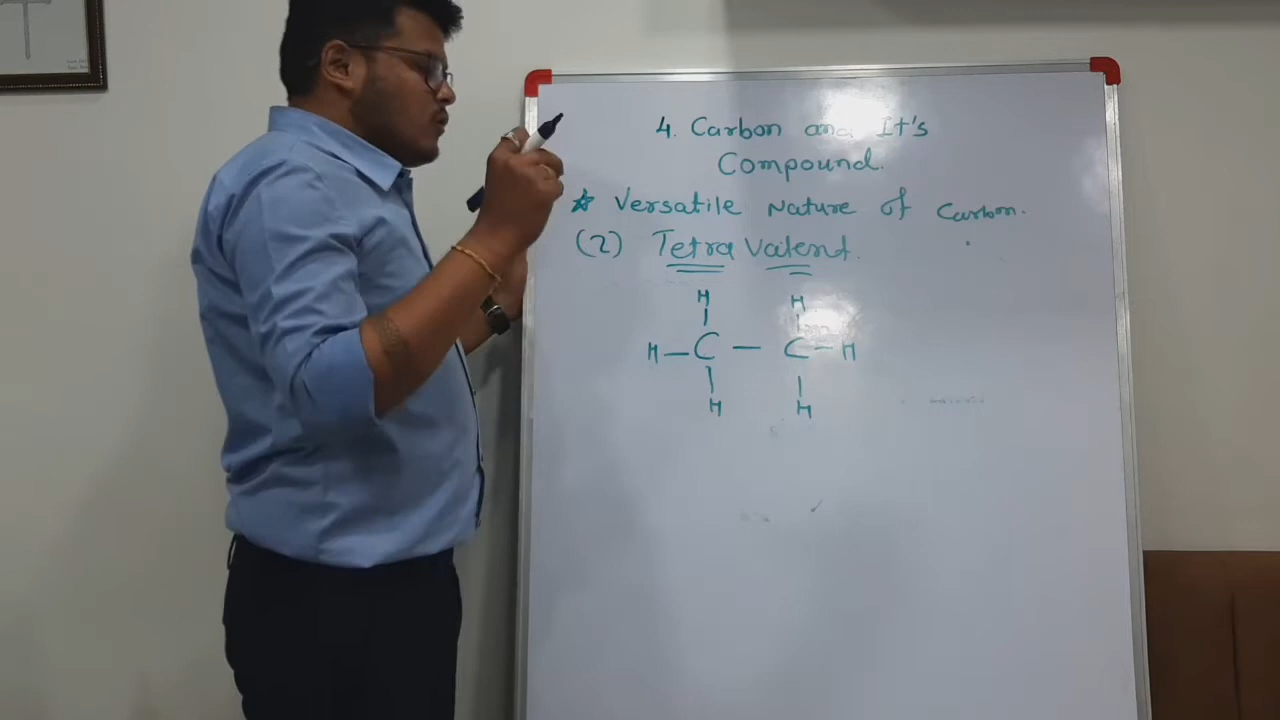 4. Carbon and It's
Compound.
* Versatile Nature of Carbon.
(2) Tetra Valent.
H H
H—C — C—H
H H